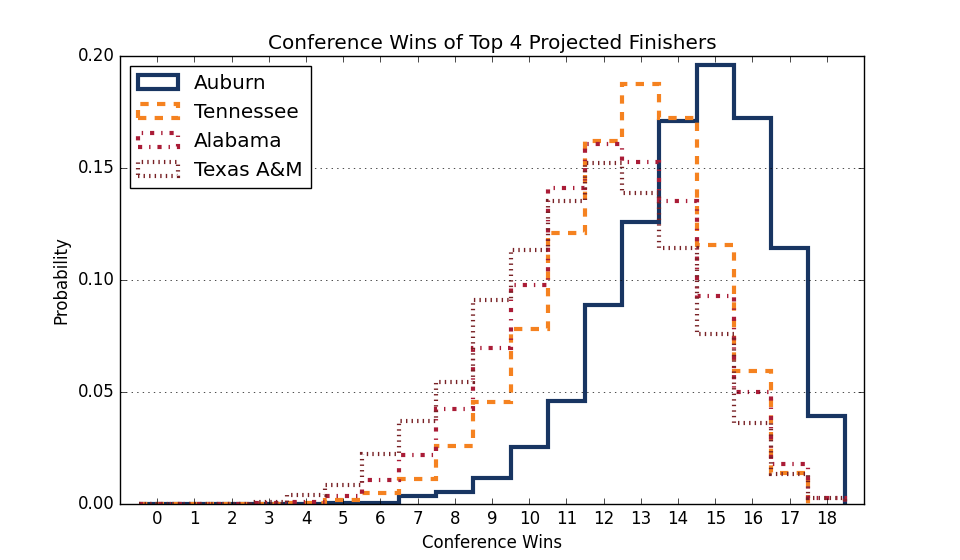 Conference Wins of Top 4 Projected Finishers
Auburn
Tennessee
Alabama
Texas A&M
Probability
0.20
0.15
0.10
0.05
0.00
0 1 2 3 4 5 6 7 8 9 10 11 12 13 14 15 16 17 18
Conference Wins